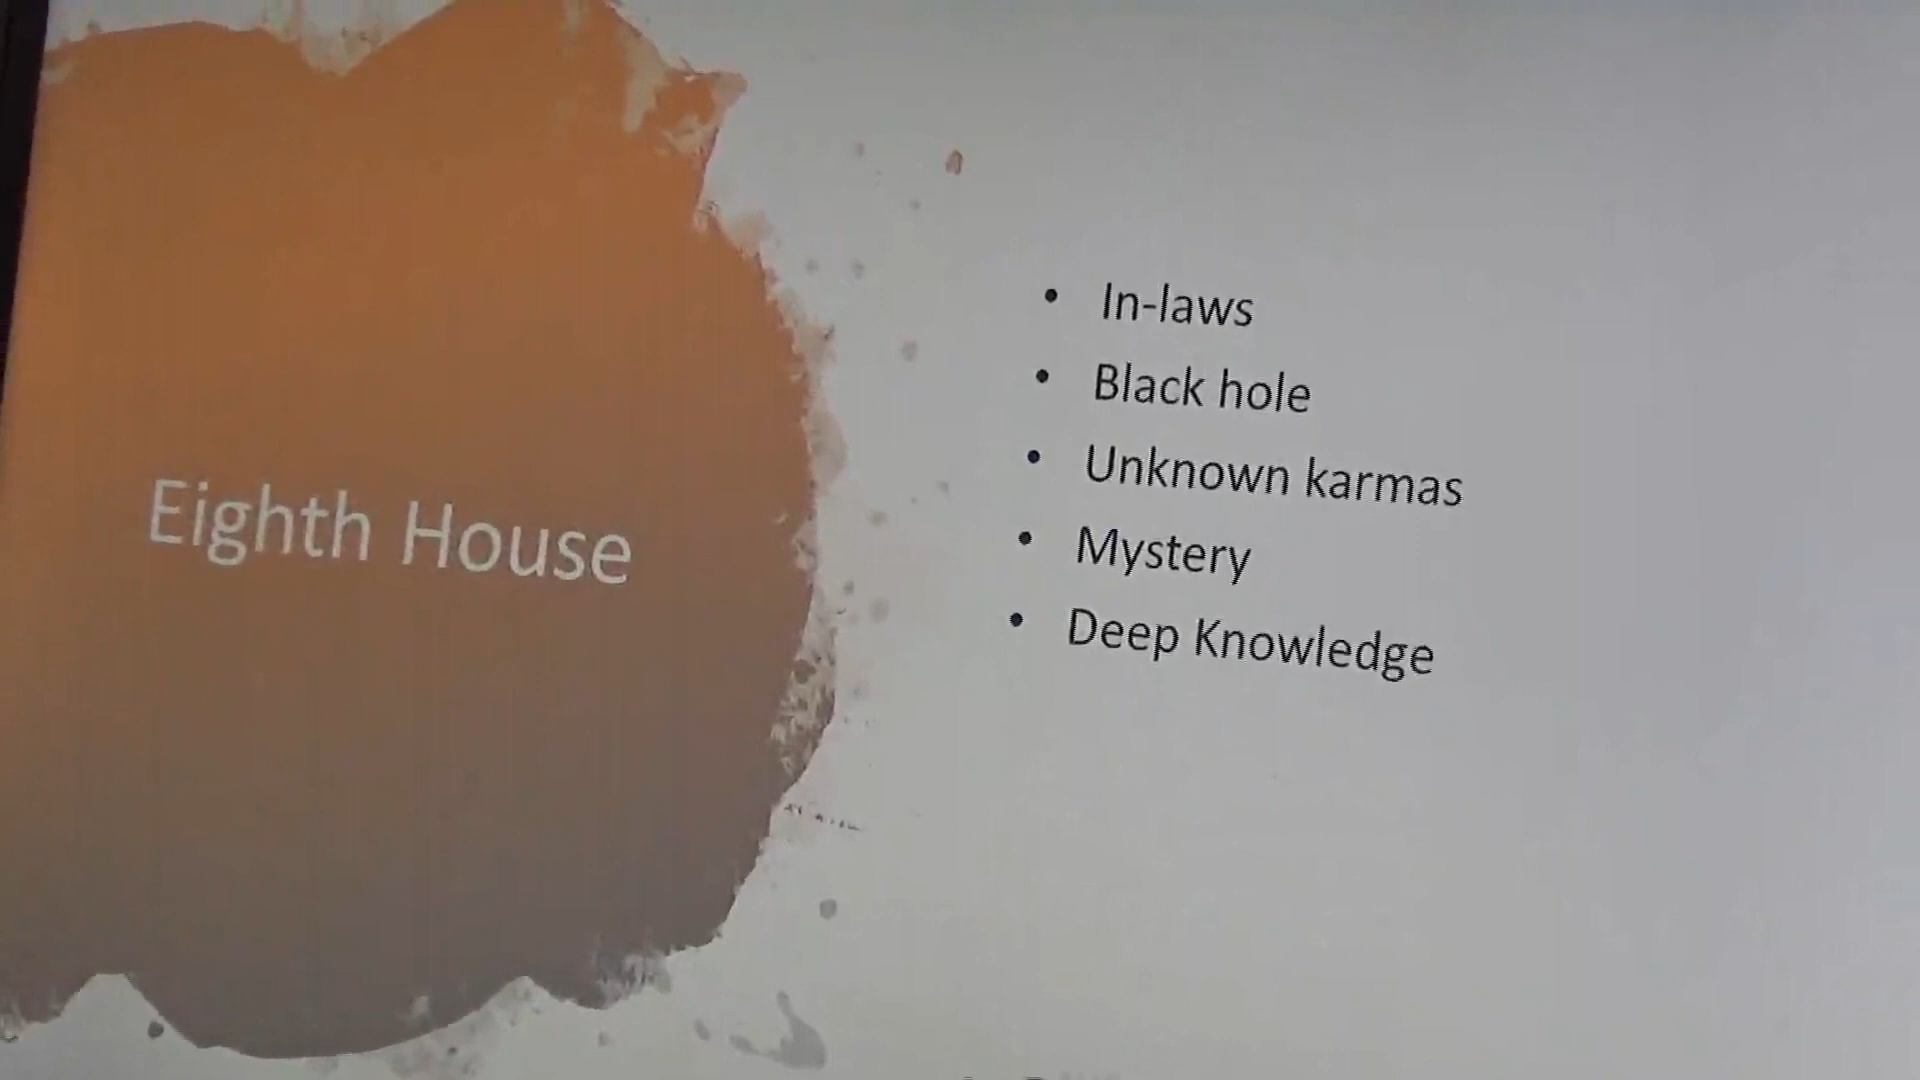 Eighth House
In-laws
Black hole
Unknown karmas
Mystery
Deep Knowledge